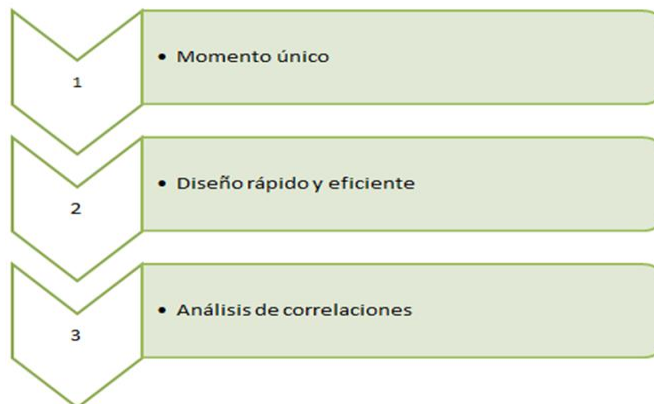 1
• Momento único
2
• Diseño rápido y eficiente
3
• Análisis de correlaciones